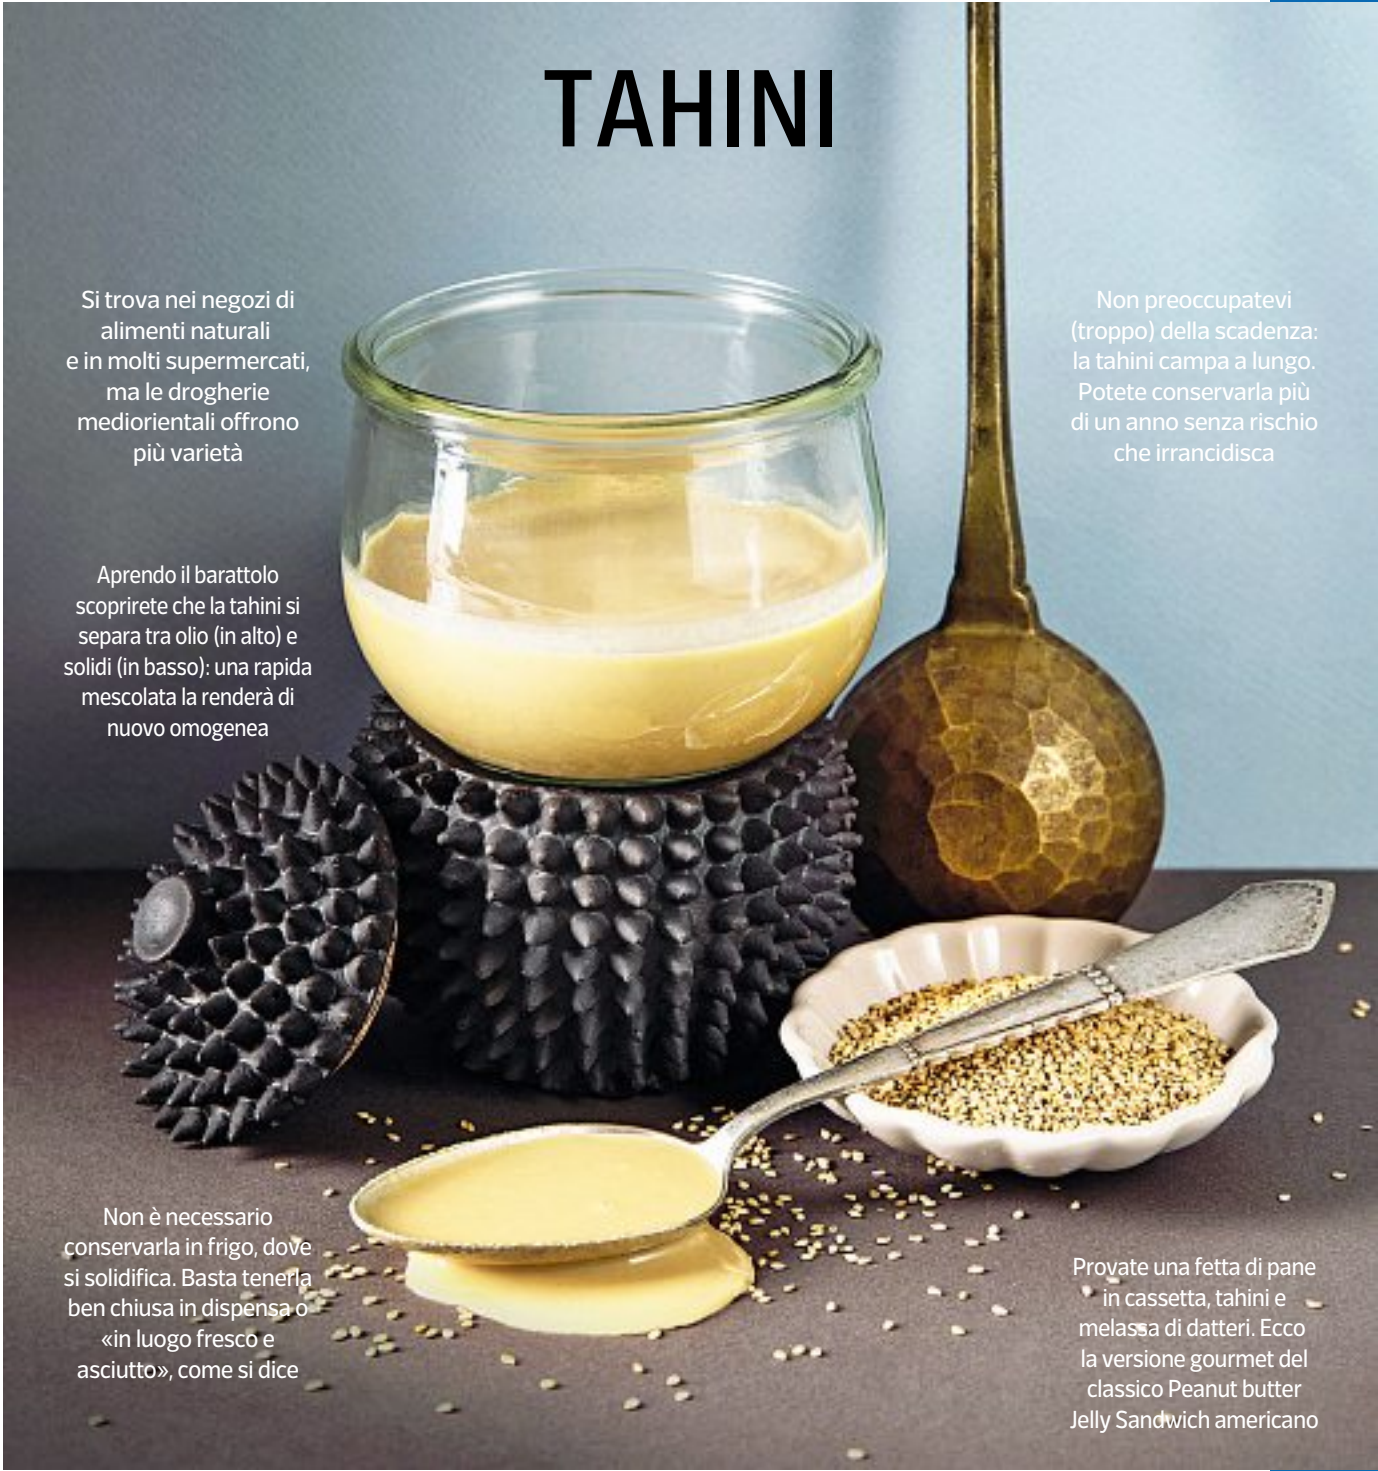 TAHINI
Si trova nei negozi di
alimenti naturali
e in molti supermercati,
ma le drogherie
mediorientali offrono
più varietà
Aprendo il barattolo
scoprirete che la tahini si
separa tra olio (in alto) e
solidi (in basso): una rapida
mescolata la renderà di
nuovo omogenea
Non è necessario
conservarla in frigo, dove
si solidifica. Basta tenerla
ben chiusa in dispensa o
«in luogo fresco e
asciutto», come si dice
Non preoccupatevi
(troppo) della scadenza:
la tahini campa a lungo.
Potete conservarla più
di un anno senza rischio
che irrancidisca
Provate una fetta di pane
in cassetta, tahini e
melassa di datteri. Ecco
la versione gourmet del
classico Peanut butter
Jelly Sandwich americano